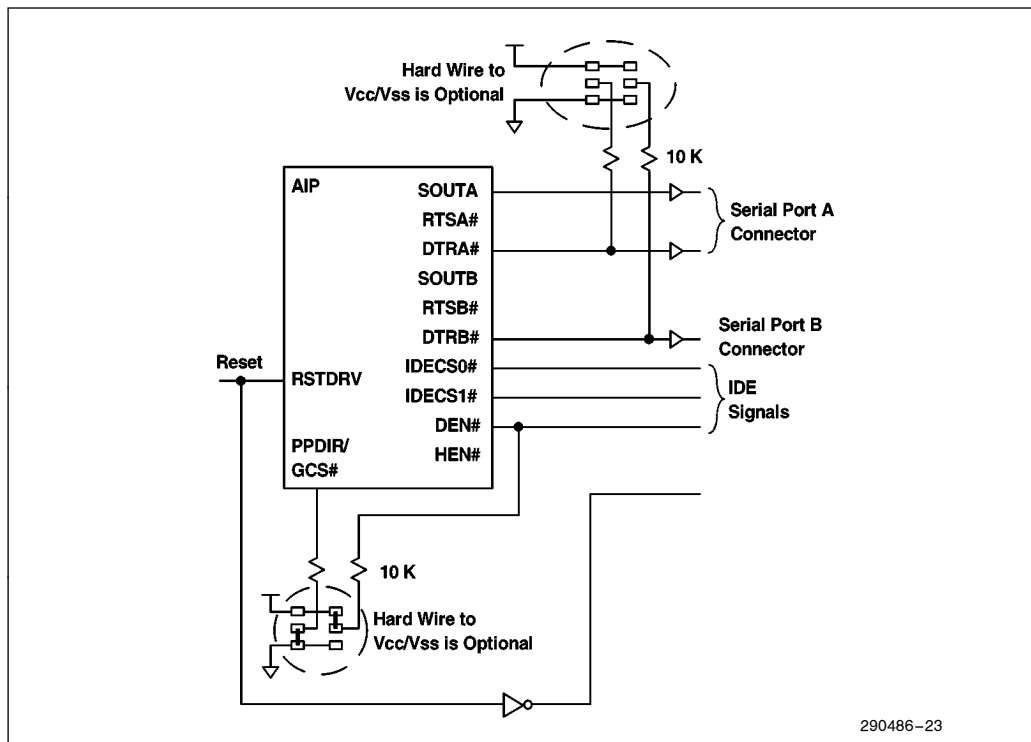 Hard Wire to
Vcc/Vss is Optional
10 K
AIP
SOUTA
RTSA#
DTRA#
SOUTB
RTSB#
DTRB#
IDECS0#
IDECS1#
DEN#
HEN#
Serial Port A
Connector
Serial Port B
Connector
IDE
Signals
Reset
RSTDRV
PPDIR/
GCS#
10 K
Hard Wire to
Vcc/Vss is Optional
290486–23